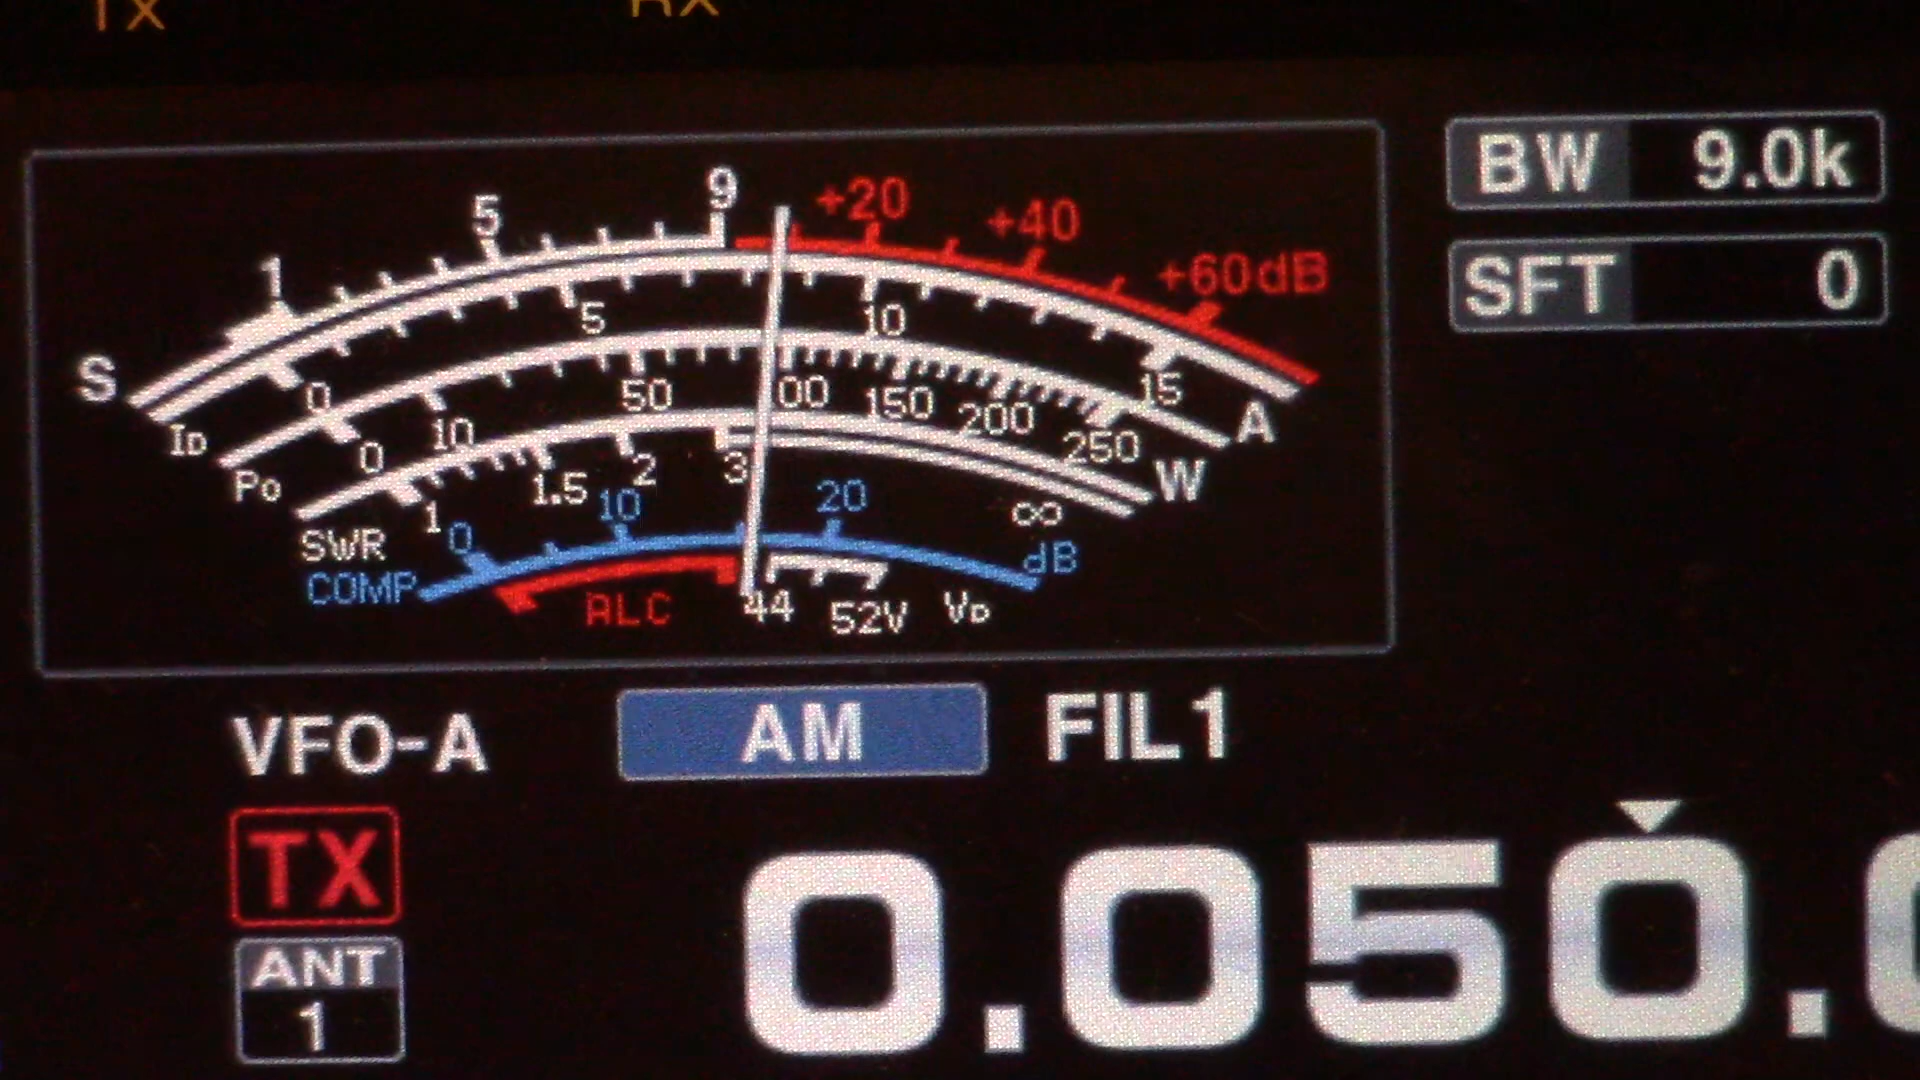 TX RX
BW 9.0k
SFT 0
S 1 5 9 +20 +40 +60dB
ID 0 5 10 15 A
Po 0 10 50 00 150 200 250 W
SWR 1 1.5 2 3 ∞
COMP 0 10 20 dB
ALC 44 52V VD
VFO-A AM FIL1
TX
ANT
1
0.050.